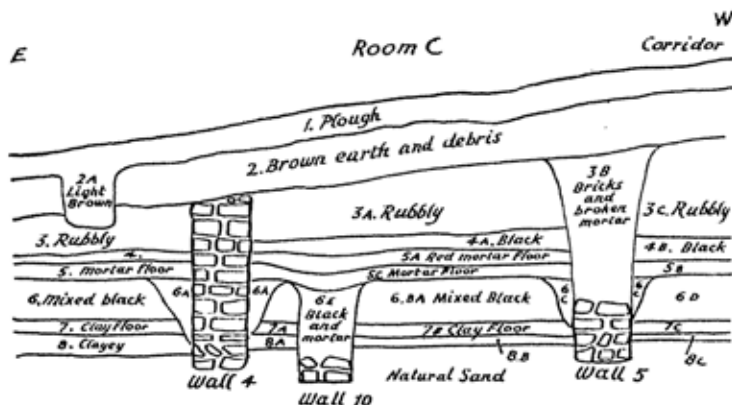 E
Room C
W
Corridor
1. Plough
2. Brown earth and debris
2A
Light
Brown
3B
Bricks
and
broken
mortar
3. Rubbly
3A. Rubbly
3C. Rubbly
4.
4A. Black
4B. Black
5A Red mortar Floor
5. Mortar Floor
5C Mortar Floor
5B
6. Mixed black
6A
6A
6E
Black
and
mortar
6.BA Mixed Black
6C
6C
6D
7. Clay Floor
7A
Clay Floor
7C
8. Clayey
8A
8B
8C
Natural Sand
Wall 4
Wall 10
Wall 5